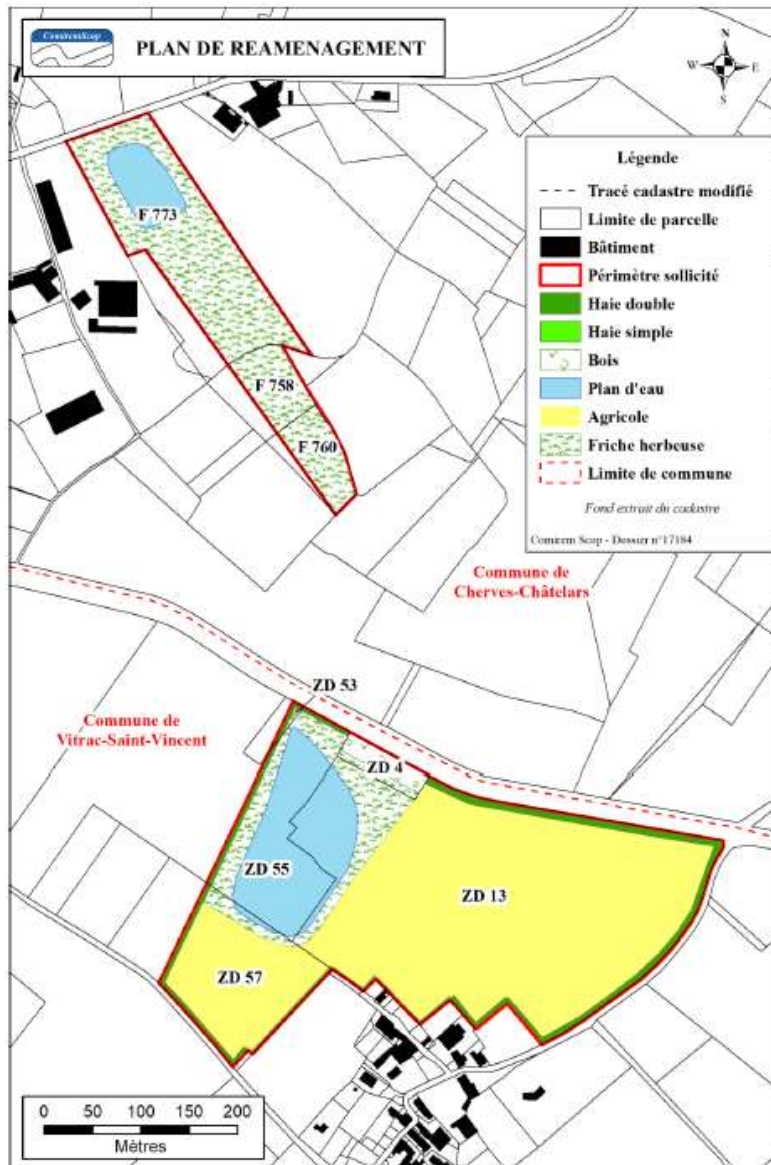 ComiremScop
PLAN DE REAMENAGEMENT
N
W
E
S
Légende
Tracé cadastre modifié
Limite de parcelle
Bâtiment
Périmètre sollicité
Haie double
Haie simple
Bois
Plan d'eau
Agricole
Friche herbeuse
Limite de commune
Fond extrait du cadastre
Comirem Scop - Dossier n°17184
F 773
F 758
F 760
Commune de
Cherves-Châtelars
ZD 53
Commune de
Vitrac-Saint-Vincent
ZD 4
ZD 55
ZD 13
ZD 57
0 50 100 150 200
Mètres